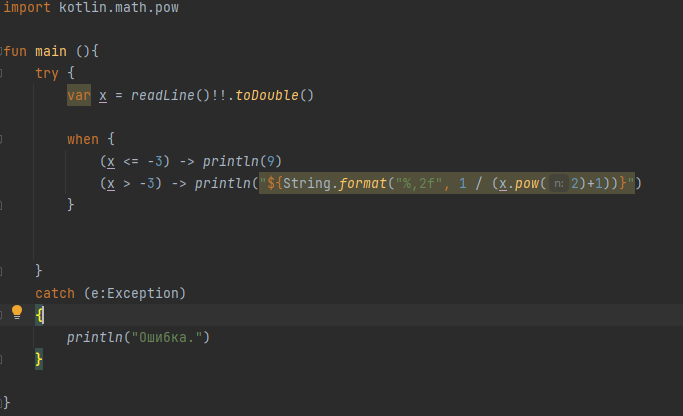 import kotlin.math.pow
fun main (){
try {
var x = readLine()!!.toDouble()
when {
(x <= -3) -> println(9)
(x > -3) -> println("${String.format("%,2f", 1 / (x.pow( n: 2)+1))}")
}
}
catch (e:Exception)
{
println("Ошибка.")
}
}